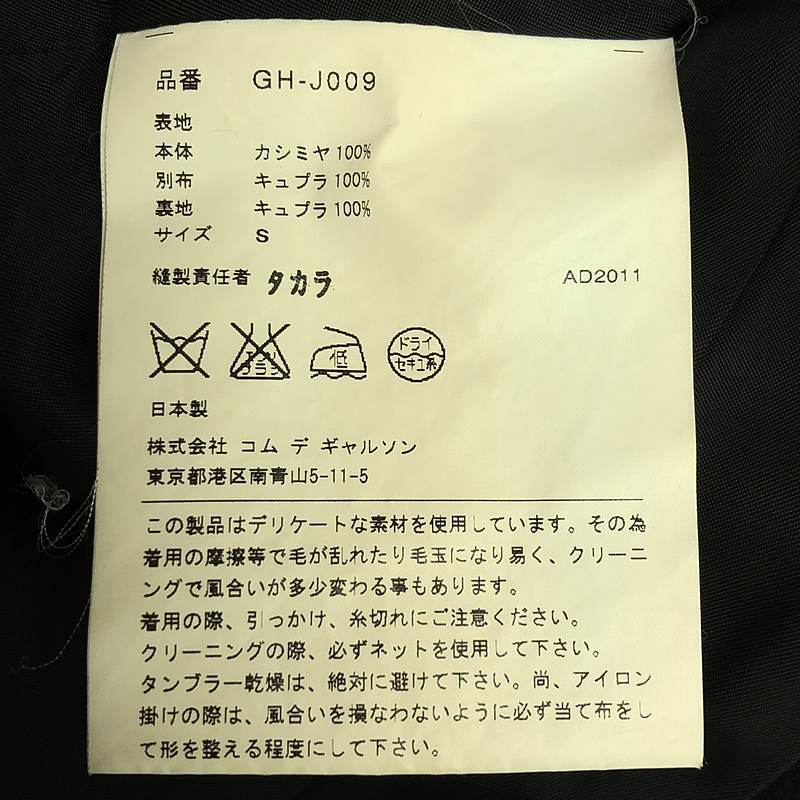 品番 GH-J009
表地
本体 カシミヤ 100%
別布 キュプラ 100%
裏地 キュプラ 100%
サイズ S
縫製責任者 タカラ AD2011
エンソ サラシ 低 ドライ セキユ系
日本製
株式会社 コム デ ギャルソン
東京都港区南青山5-11-5
この製品はデリケートな素材を使用しています。その為
着用の摩擦等で毛が乱れたり毛玉になり易く、クリーニ
ングで風合いが多少変わる事もあります。
着用の際、引っかけ、糸切れにご注意ください。
クリーニングの際、必ずネットを使用して下さい。
タンブラー乾燥は、絶対に避けて下さい。尚、アイロン
掛けの際は、風合いを損なわないように必ず当て布をし
て形を整える程度にして下さい。